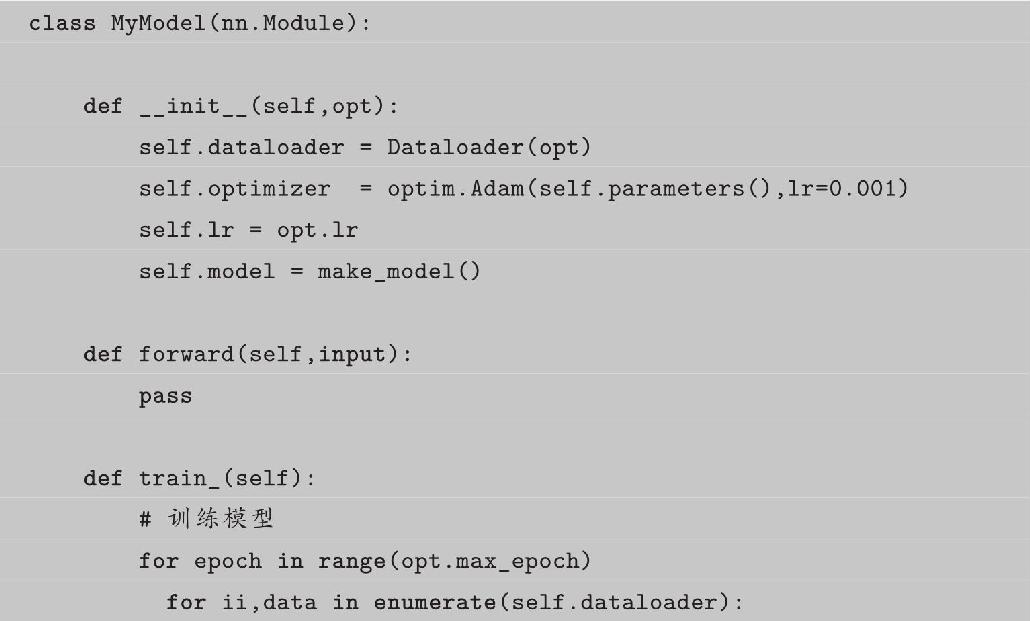 class MyModel(nn.Module):
def __init__(self,opt):
self.dataloader = Dataloader(opt)
self.optimizer  = optim.Adam(self.parameters(),lr=0.001)
self.lr = opt.lr
self.model = make_model()
def forward(self,input):
pass
def train_(self):
# 训练模型
for epoch in range(opt.max_epoch)
for ii,data in enumerate(self.dataloader):